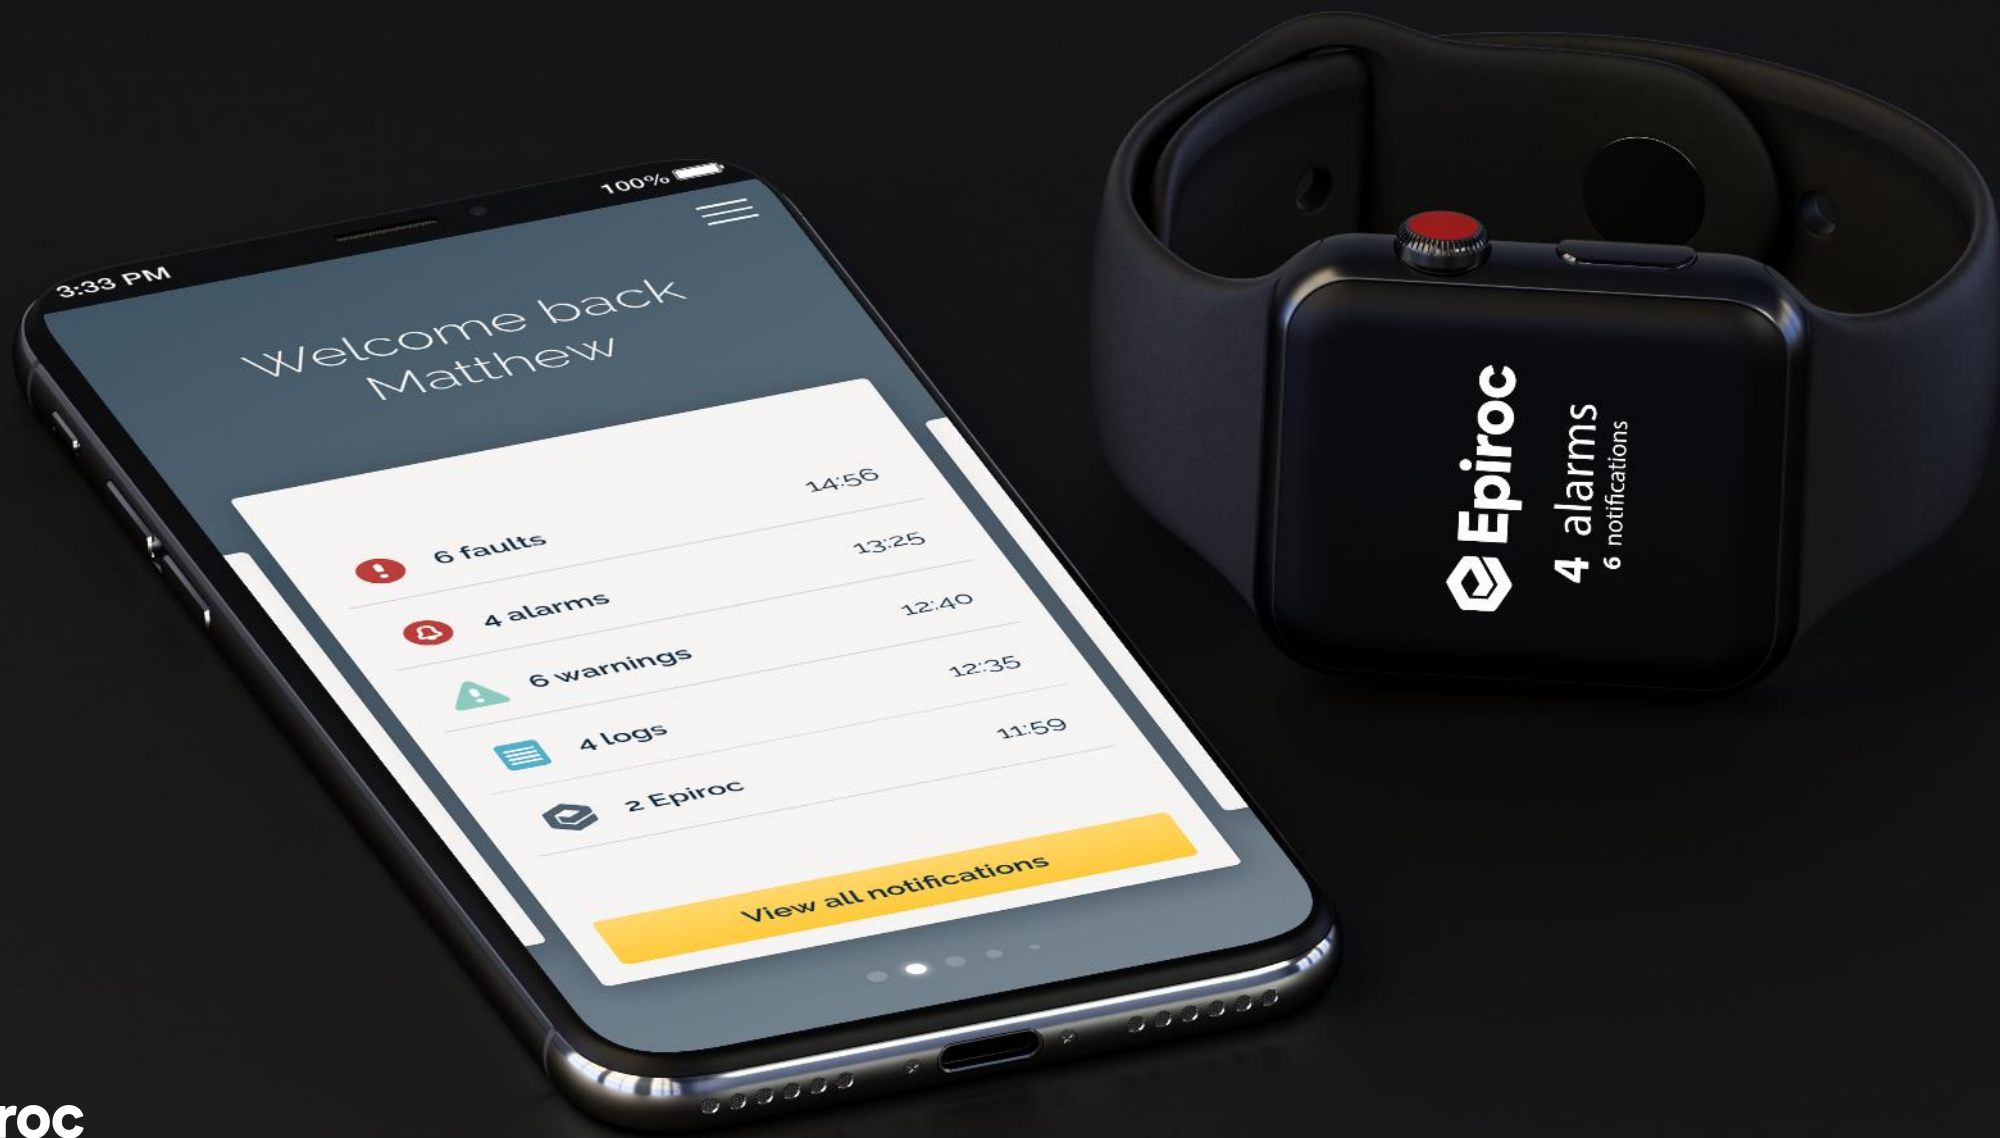 3:33 PM
100%
Welcome back
Matthew
6 faults 14:56
4 alarms 13:25
6 warnings 12:40
4 logs 12:35
2 Epiroc 11:59
View all notifications
Epiroc
4 alarms
6 notifications
roc